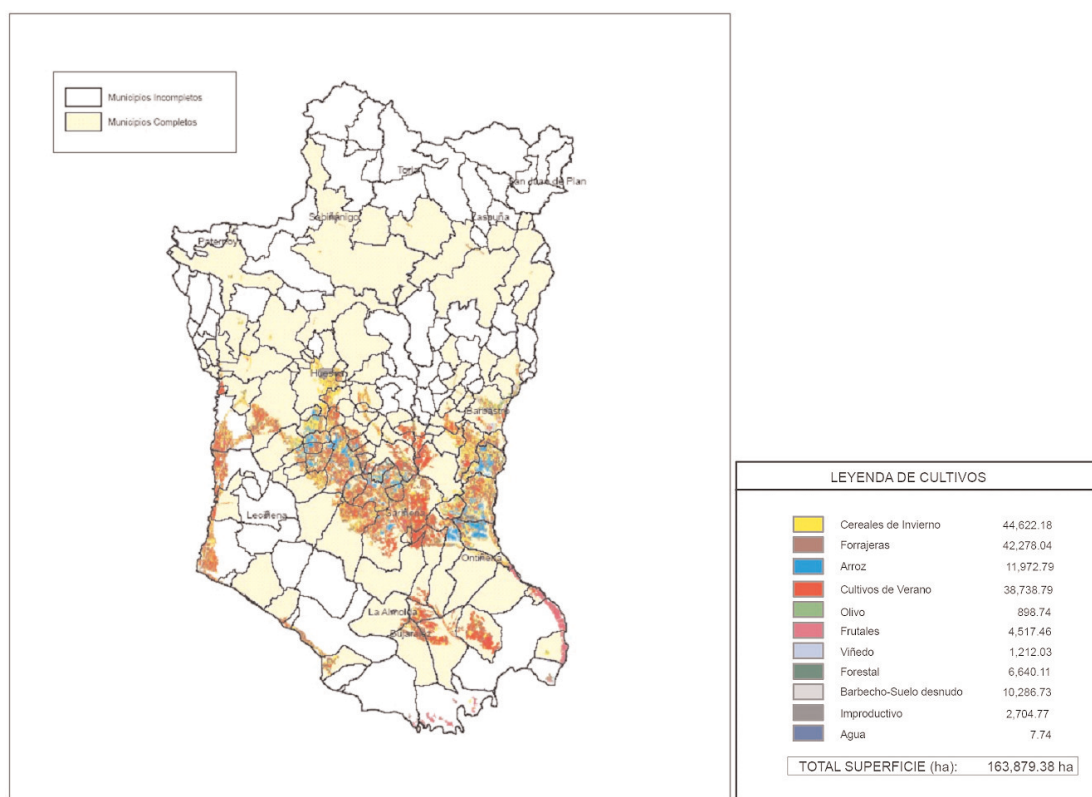 Municipios Incompletos
Municipios Completos
Torla
San Juan de Plan
Sabiñánigo
Huesca
Barbastro
Leciñena
Sariñena
Ontiñena
La Almolda
Bujaraloz
LEYENDA DE CULTIVOS
Cereales de Invierno 44,622.18
Forrajeras 42,278.04
Arroz 11,972.79
Cultivos de Verano 38,738.79
Olivo 898.74
Frutales 4,517.46
Viñedo 1,212.03
Forestal 6,640.11
Barbecho-Suelo desnudo 10,286.73
Improductivo 2,704.77
Agua 7.74
TOTAL SUPERFICIE (ha): 163,879.38 ha